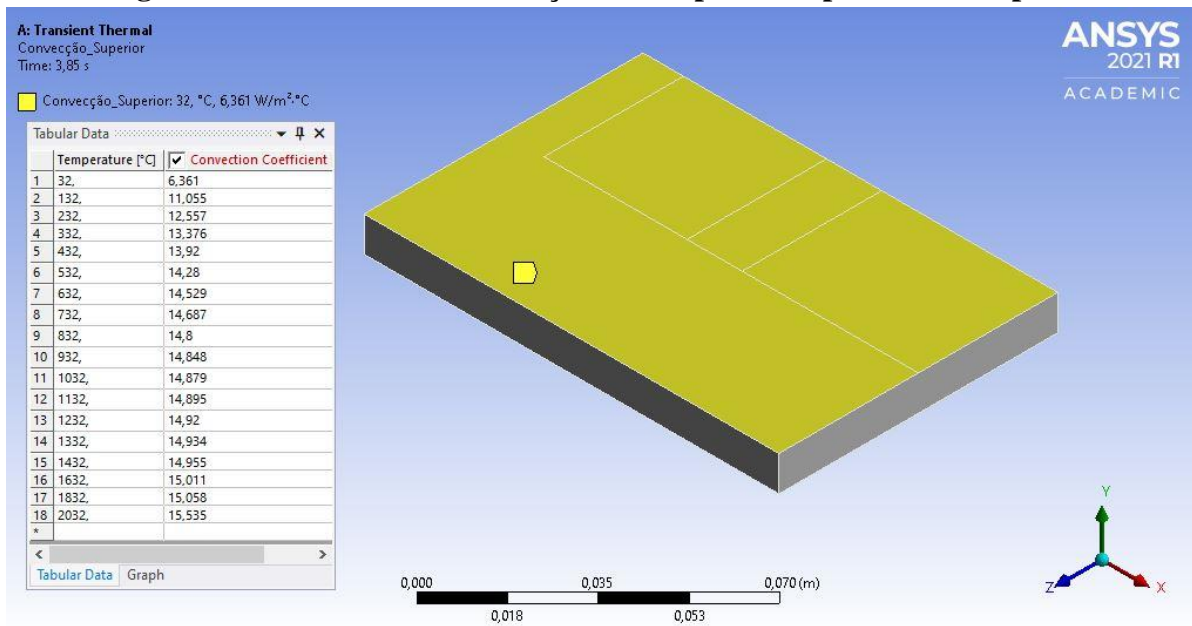 A: Transient Thermal
Convecção_Superior
Time: 3,85 s
Convecção_Superior: 32, °C, 6,361 W/m²·°C
ANSYS
2021 R1
ACADEMIC
Tabular Data
Temperature [°C] Convection Coefficient
1 32, 6,361
2 132, 11,055
3 232, 12,557
4 332, 13,376
5 432, 13,92
6 532, 14,28
7 632, 14,529
8 732, 14,687
9 832, 14,8
10 932, 14,848
11 1032, 14,879
12 1132, 14,895
13 1232, 14,92
14 1332, 14,934
15 1432, 14,955
16 1632, 15,011
17 1832, 15,058
18 2032, 15,535
*
Tabular Data Graph
0,000 0,035 0,070 (m)
0,018 0,053
Y
Z X